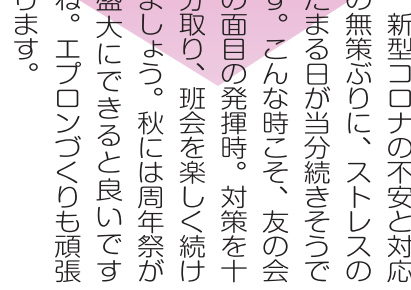 新型コロナの不安と対応
の無策ぶりに、ストレスの
たまる日が当分続きそうで
す。こんな時こそ、友の会
の面目の発揮時。対策を十
分取り、班会を楽しく続け
ましょう。秋には周年祭が
盛大にできると良いです
ね。エプロンづくりも頑張
ります。